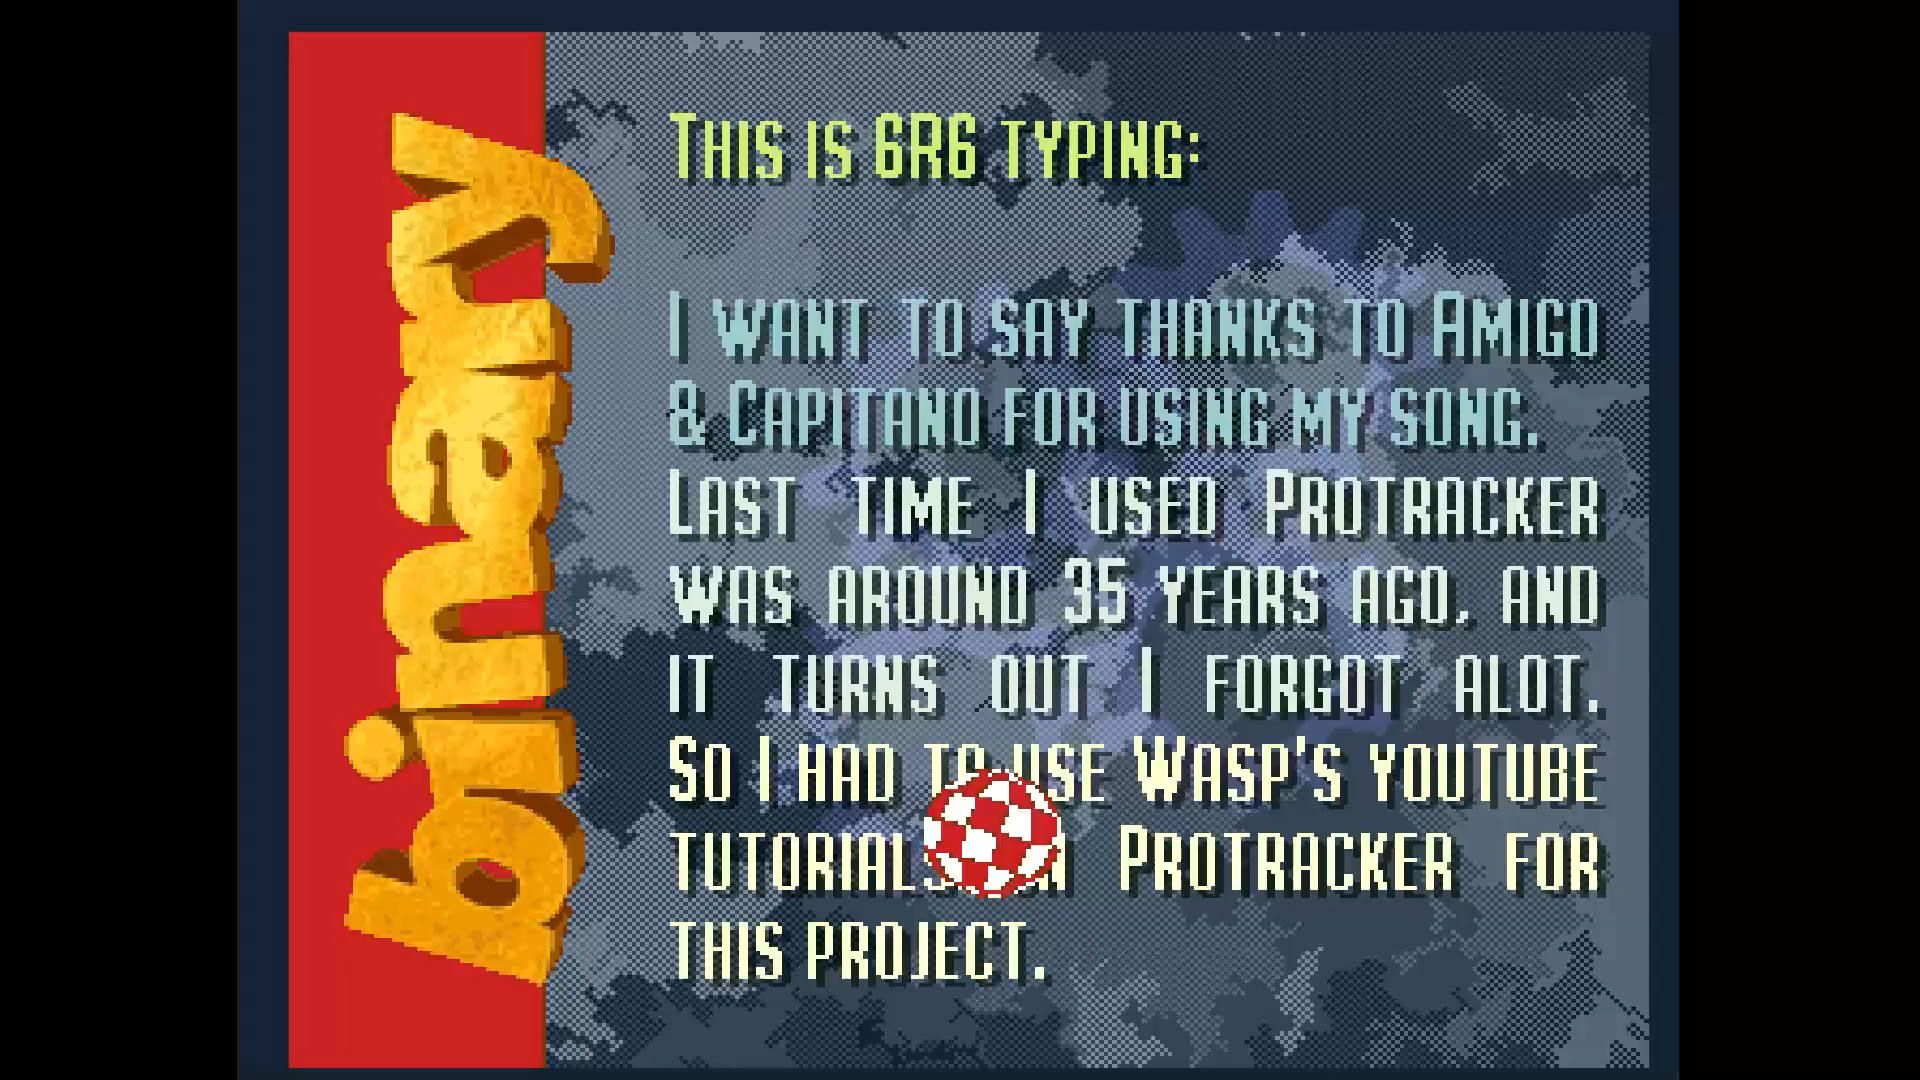 binary
This is 6R6 typing:
I want to say thanks to Amigo
& Capitano for using my song.
Last time I used Protracker
was around 35 years ago, and
it turns out I forgot alot.
So I had to use Wasp's youtube
tutorials Protracker for
this project.